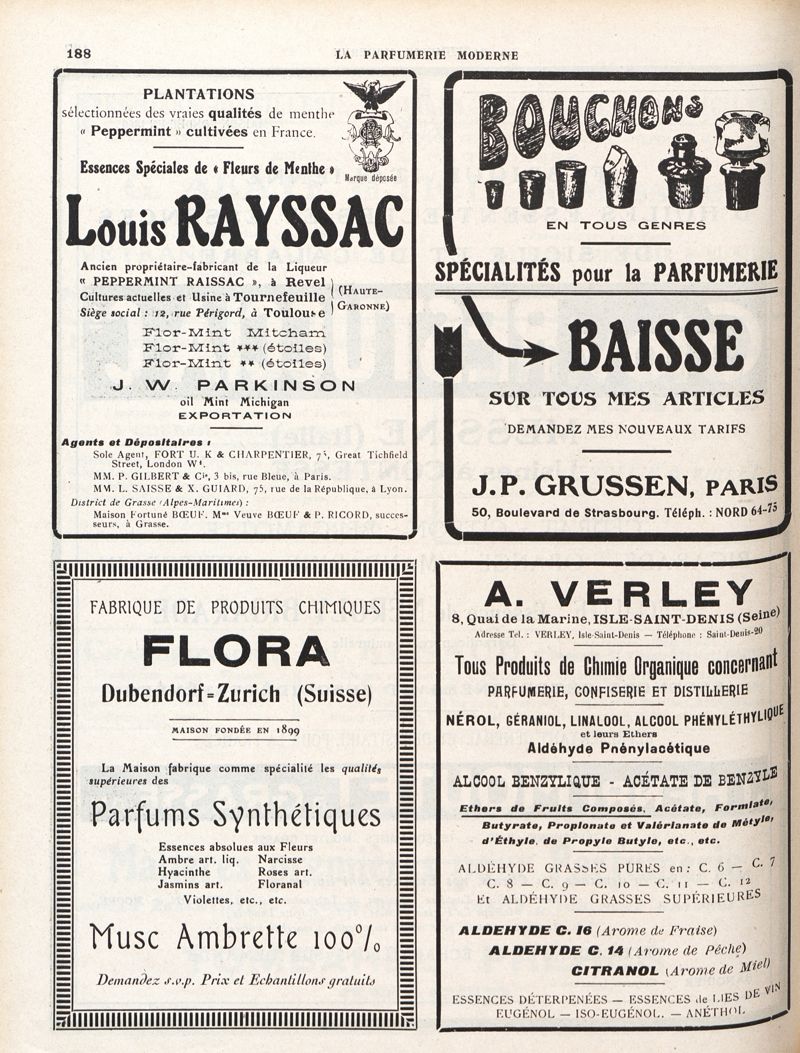 188
LA PARFUMERIE MODERNE
PLANTATIONS
sélectionnées des vraies qualités de menthe
« Peppermint » cultivées en France.
Marque déposée
Essences Spéciales de « Fleurs de Menthe »
Louis RAYSSAC
Ancien propriétaire-fabricant de la Liqueur
“ PEPPERMINT RAISSAC ”, à Revel
Cultures actuelles et Usine à Tournefeuille
Siège social : 12, rue Périgord, à Toulouse
(HAUTE-
GARONNE)
Flor-Mint Mitcham
Flor-Mint *** (étoiles)
Flor-Mint ** (étoiles)
J. W. PARKINSON
oil Mint Michigan
EXPORTATION
Agents et Dépositaires :
Sole Agent, FORT U. K & CHARPENTIER, Great Tichfield
Street, London
MM. P. GILBERT & Cie, 3 bis, rue Bleue, à Paris.
MM. L. SAISSE & X. GUIARD, 75, rue de la République, à Lyon.
District de Grasse (Alpes-Maritimes) :
Maison Fortuné BŒUF. Mme Veuve BŒUF & P. RICORD, succes-
seurs, à Grasse.
BOUCHONS
EN TOUS GENRES
SPÉCIALITÉS pour la PARFUMERIE
BAISSE
SUR TOUS MES ARTICLES
DEMANDEZ MES NOUVEAUX TARIFS
J.P. GRUSSEN, PARIS
50, Boulevard de Strasbourg. Téléph. : NORD 64-75
FABRIQUE DE PRODUITS CHIMIQUES
FLORA
Dubendorf=Zurich (Suisse)
MAISON FONDÉE EN 1899
La Maison fabrique comme spécialité les qualités
supérieures des
Parfums Synthétiques
Essences absolues aux Fleurs
Ambre art. liq. Narcisse
Hyacinthe Roses art.
Jasmins art. Floranal
Violettes, etc., etc.
Musc Ambrette 100%
Demandez s.v.p. Prix et Echantillons gratuits
A. VERLEY
8, Quai de la Marine, ISLE-SAINT-DENIS (Seine)
Adresse Tel. : VERLEY, Isle-Saint-Denis — Téléphone : Saint-Denis-20
Tous Produits de Chimie Organique concernant
PARFUMERIE, CONFISERIE ET DISTILLERIE
NÉROL, GÉRANIOL, LINALOOL, ALCOOL PHÉNYLÉTHYLIQUE
et leurs Ethers
Aldéhyde Pnénylacétique
ALCOOL BENZYLIQUE - ACÉTATE DE BENZYLE
Ethers de Fruits Composés, Acétate, Formiate,
Butyrate, Propionate et Valérianate de Métyle,
d'Éthyle, de Propyle Butyle, etc., etc.
ALDÉHYDE GRASSES PURES en : C. 6 — C. 7
C. 8 — C. 9 — C. 10 — C. 11 — C. 12
Et ALDÉHYDE GRASSES SUPÉRIEURES
ALDEHYDE C. 16 (Arome de Fraise)
ALDEHYDE C. 14 (Arome de Pêche)
CITRANOL (Arome de Miel)
ESSENCES DÉTERPENÉES — ESSENCES de LIES DE VIN
EUGÉNOL — ISO-EUGÉNOL. — ANÉTHOL